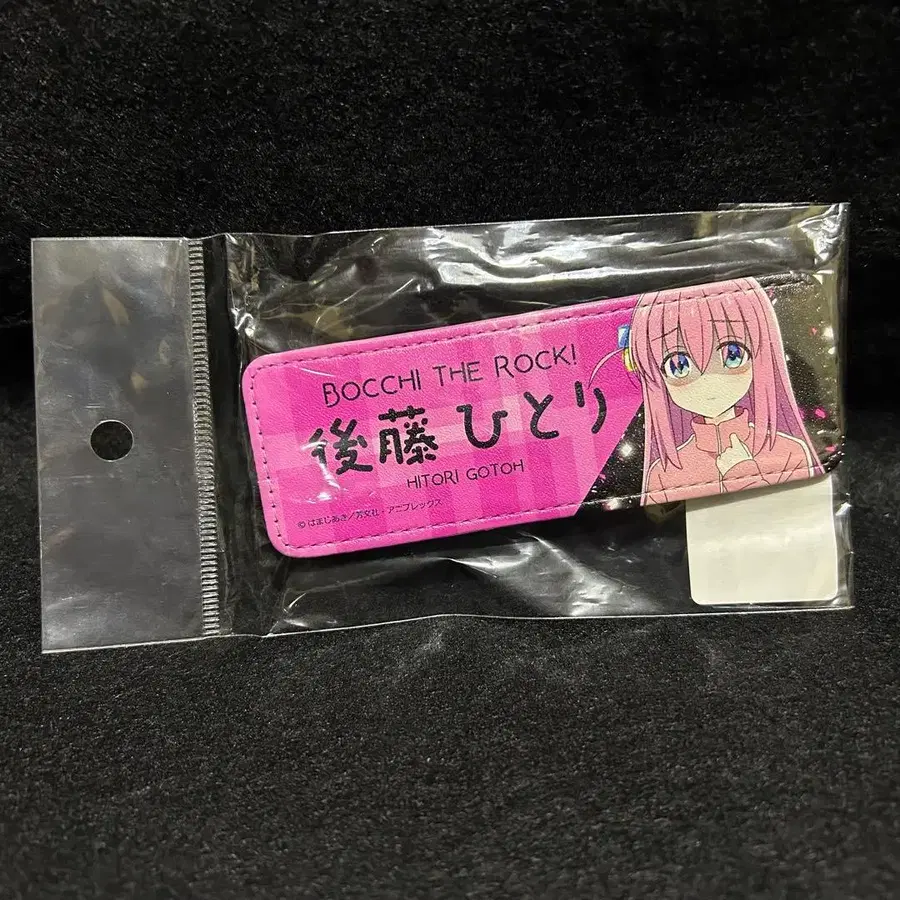 BOCCHI THE ROCK!
後藤 ひとり
HITORI GOTOH
© はまじあき/芳文社・アニプレックス